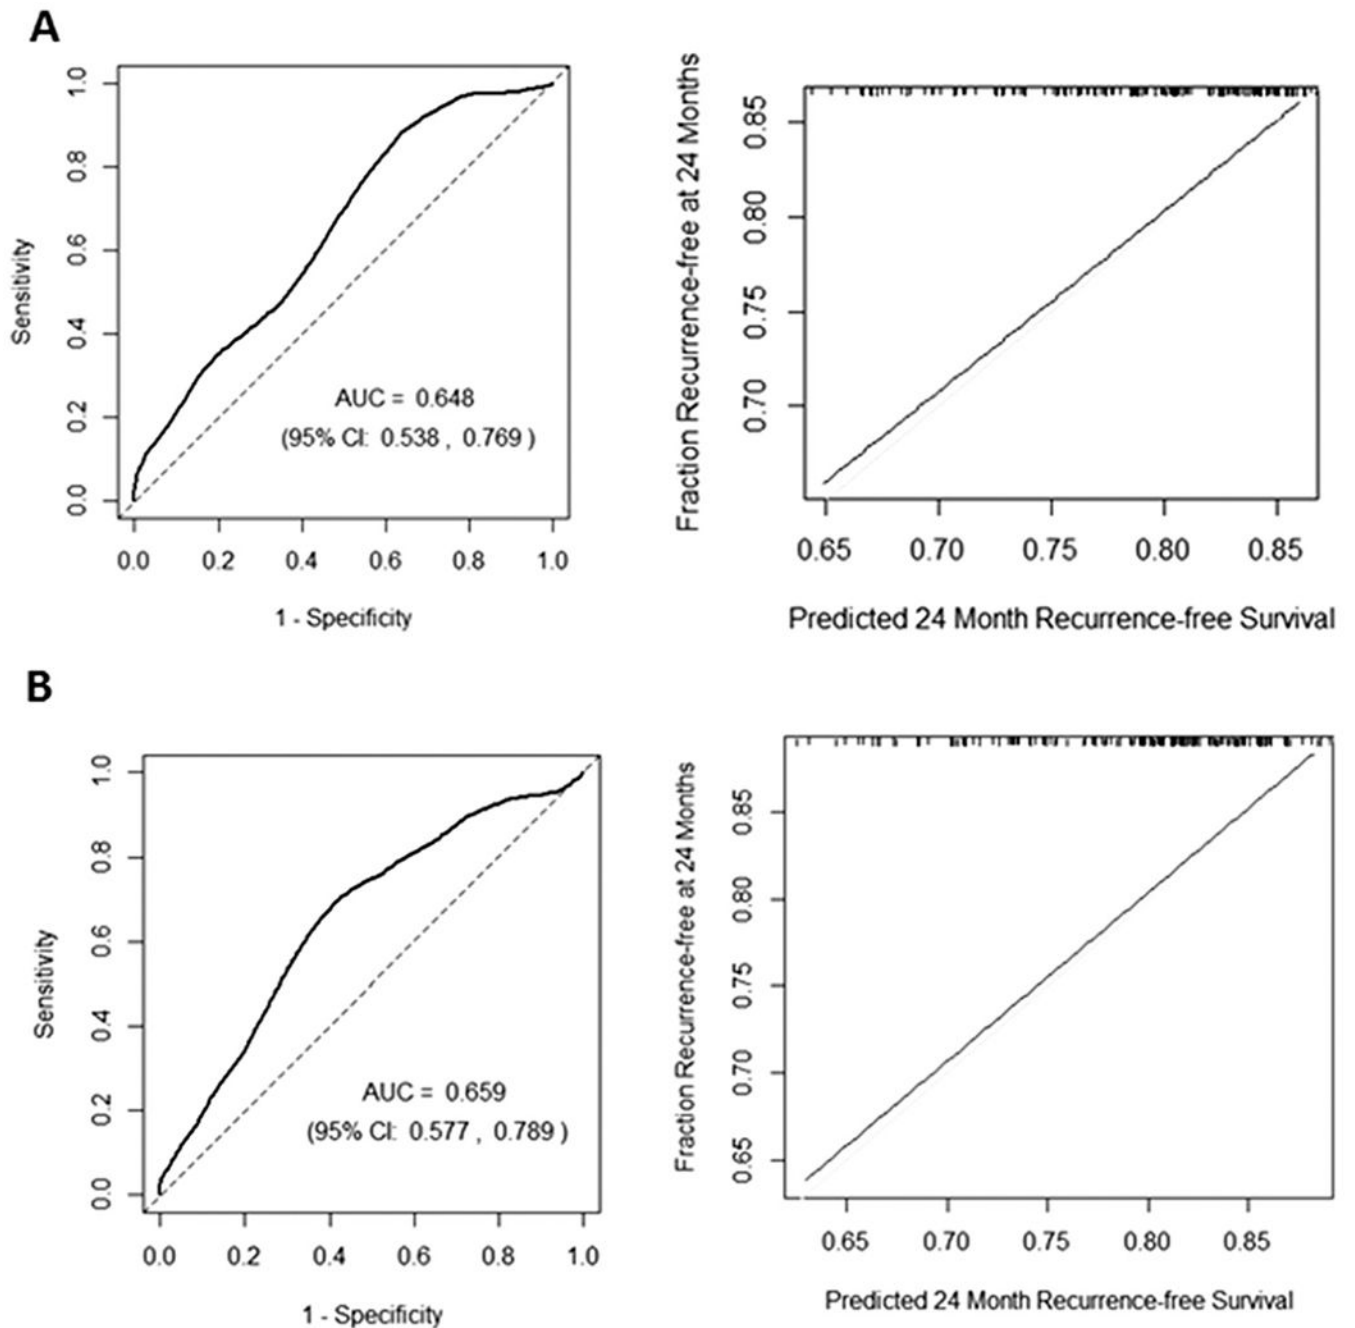 A
Sensitivity
0.0 0.2 0.4 0.6 0.8 1.0
AUC = 0.648
(95% CI: 0.538 , 0.769 )
0.0 0.2 0.4 0.6 0.8 1.0
1 - Specificity
Fraction Recurrence-free at 24 Months
0.70 0.75 0.80 0.85
0.65 0.70 0.75 0.80 0.85
Predicted 24 Month Recurrence-free Survival
B
Sensitivity
0.0 0.2 0.4 0.6 0.8 1.0
AUC = 0.659
(95% CI: 0.577 , 0.789 )
0.0 0.2 0.4 0.6 0.8 1.0
1 - Specificity
Fraction Recurrence-free at 24 Months
0.65 0.70 0.75 0.80 0.85
0.65 0.70 0.75 0.80 0.85
Predicted 24 Month Recurrence-free Survival